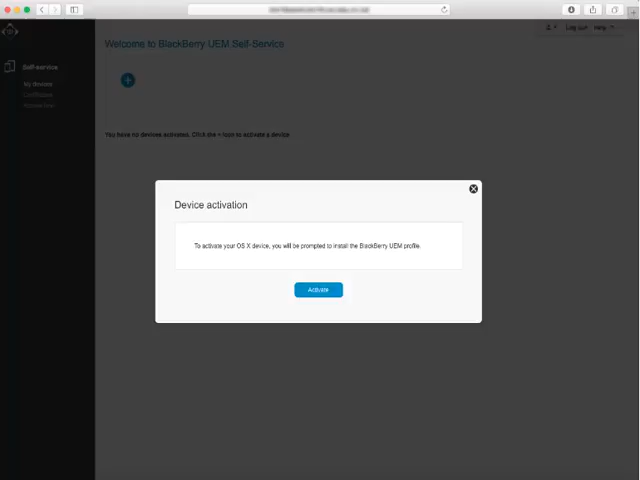 Log out
Help
Welcome to BlackBerry UEM Self-Service
Self-service
My devices
You have no devices activated. Click the + icon to activate a device
Device activation
To activate your OS X device, you will be prompted to install the BlackBerry UEM profile.
Activate